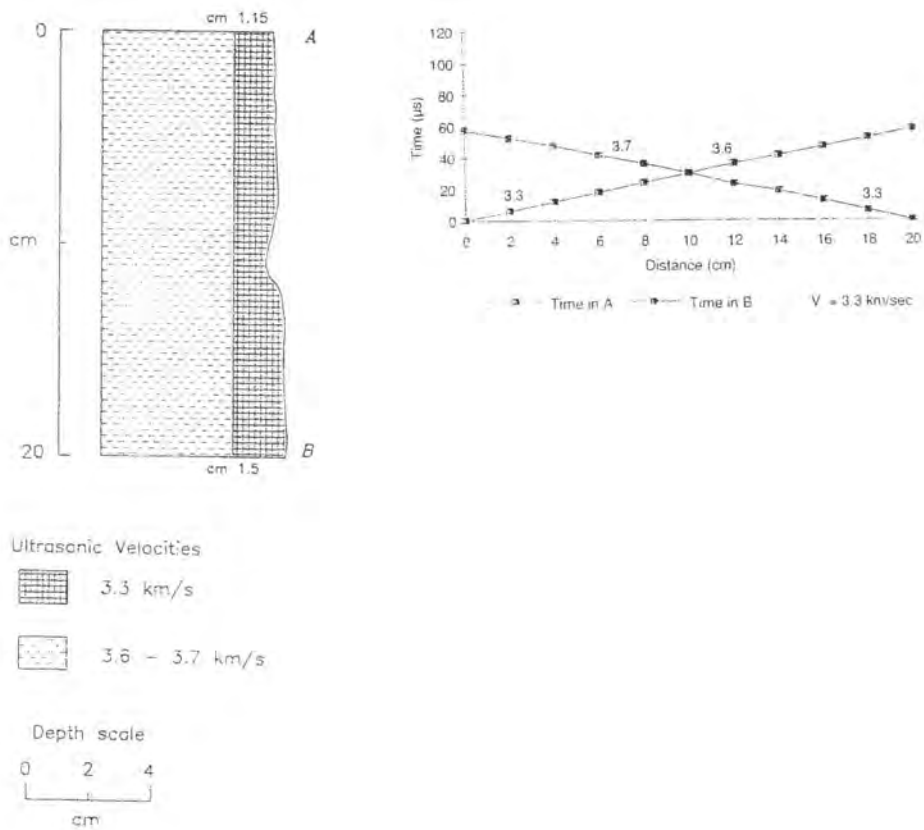 cm 1.15
0
A
cm
20
B
cm 1.5
Ultrasonic Velocities
3.3 km/s
3.6 - 3.7 km/s
Depth scale
0 2 4
cm
120
100
80
60
40
20
0
Time (µs)
3.7
3.6
3.3
3.3
0 2 4 6 8 10 12 14 16 18 20
Distance (cm)
Time in A
Time in B
V = 3.3 km/sec